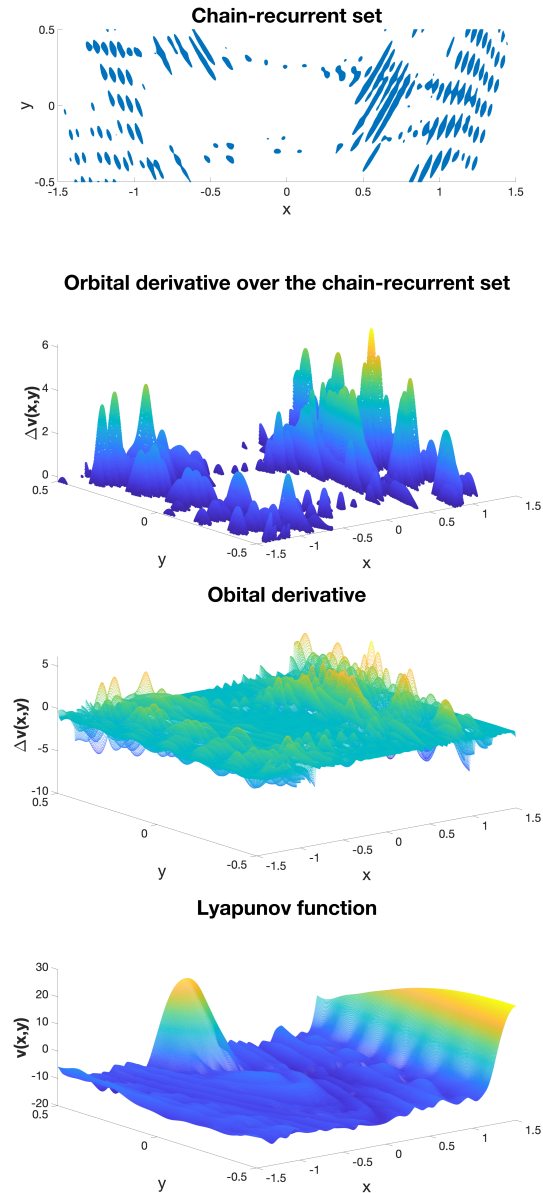 Chain-recurrent set
0.5
0
-0.5
y
-1.5 -1 -0.5 0 0.5 1 1.5
x
Orbital derivative over the chain-recurrent set
6
4
2
0
Δv(x,y)
0.5 0 -0.5
y
-1.5 -1 -0.5 0 0.5 1 1.5
x
Obital derivative
5
0
-5
-10
Δv(x,y)
0.5 0 -0.5
y
-1.5 -1 -0.5 0 0.5 1 1.5
x
Lyapunov function
30
20
10
0
-10
-20
v(x,y)
0.5 0 -0.5
y
-1.5 -1 -0.5 0 0.5 1 1.5
x